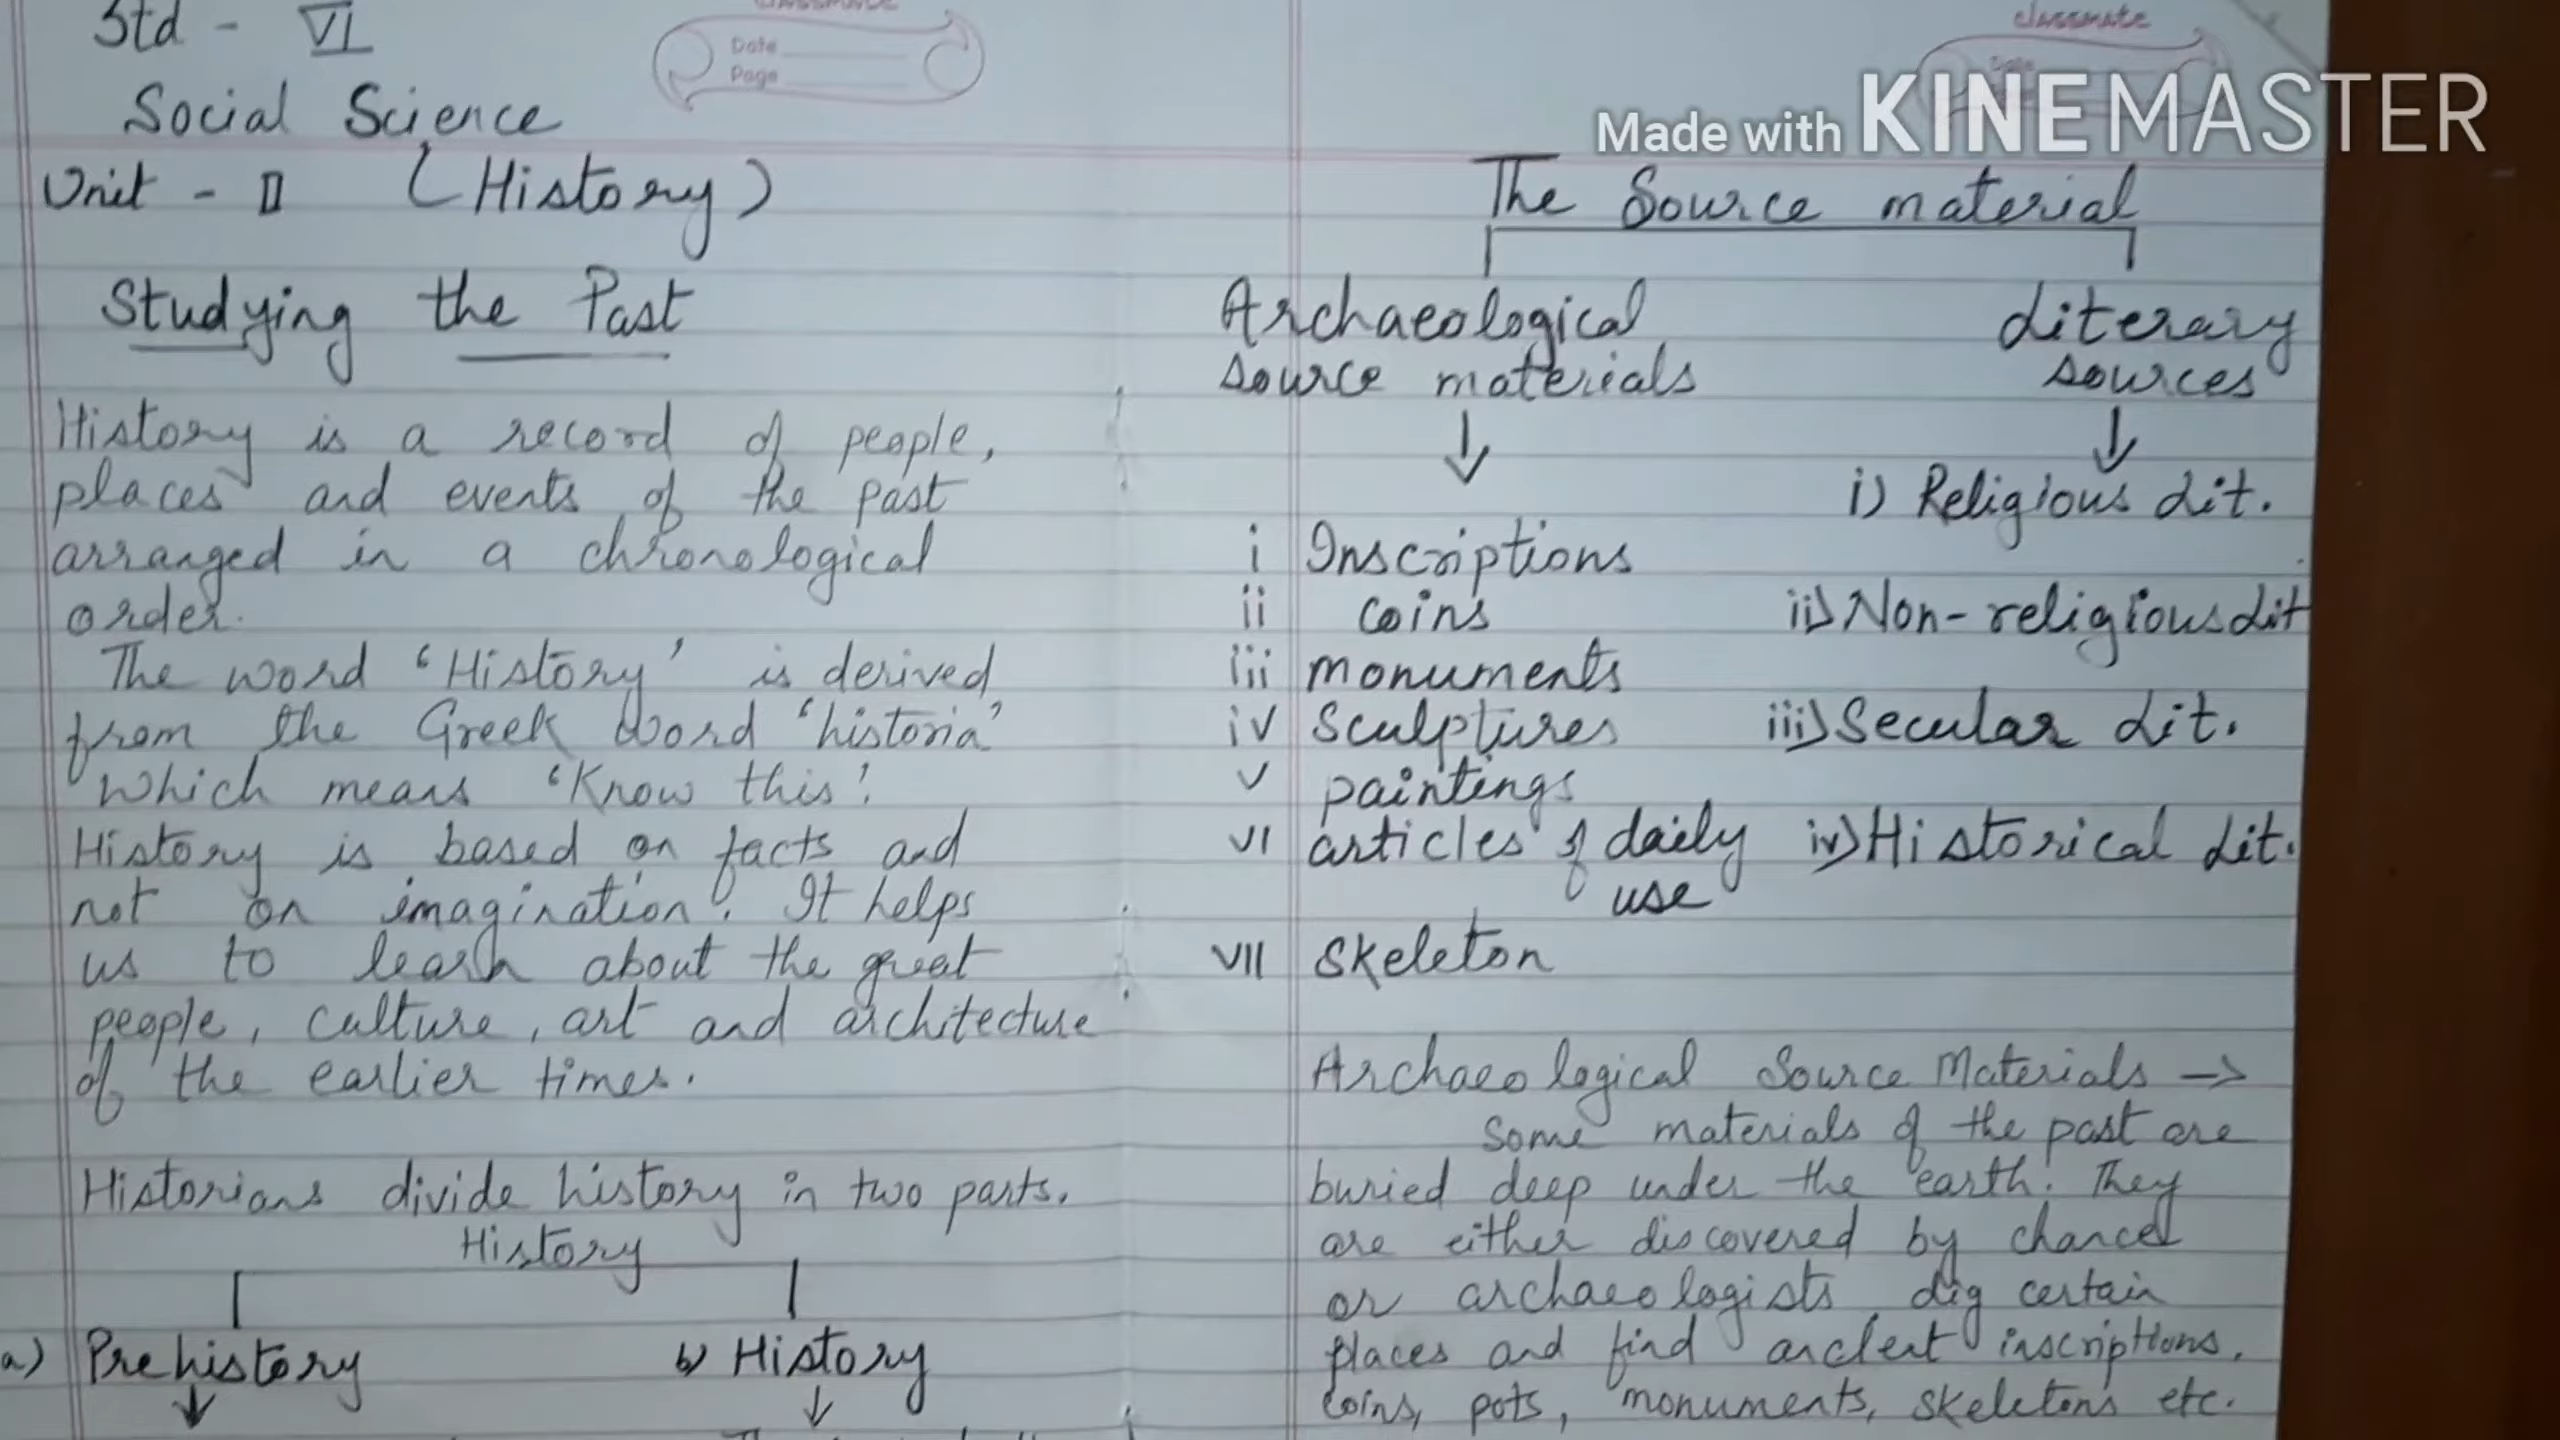 Std - VI
Social Science
Unit - II (History)
Studying the Past
History is a record of people,
places and events of the past
arranged in a chronological
order.
The word 'History' is derived
from the Greek word 'historia'
which means 'Know this'.
History is based on facts and
not on imagination. It helps
us to learn about the great
people, culture, art and architecture
of the earlier times.
Historians divide history in two parts.
History
a) Prehistory b) History
classmate
Date
Page
classmate
Date
Made with KINEMASTER
The Source material
Archaeological
source materials
Literary
sources
i Inscriptions
ii coins
iii monuments
iv Sculptures
v paintings
vi articles of daily
use
vii Skeleton
i) Religious Lit.
ii) Non-religious Lit
iii) Secular Lit.
iv) Historical Lit.
Archaeological Source Materials →
Some materials of the past are
buried deep under the earth. They
are either discovered by chance
or archaeologists dig certain
places and find ancient inscriptions,
coins, pots, monuments, skeletons etc.